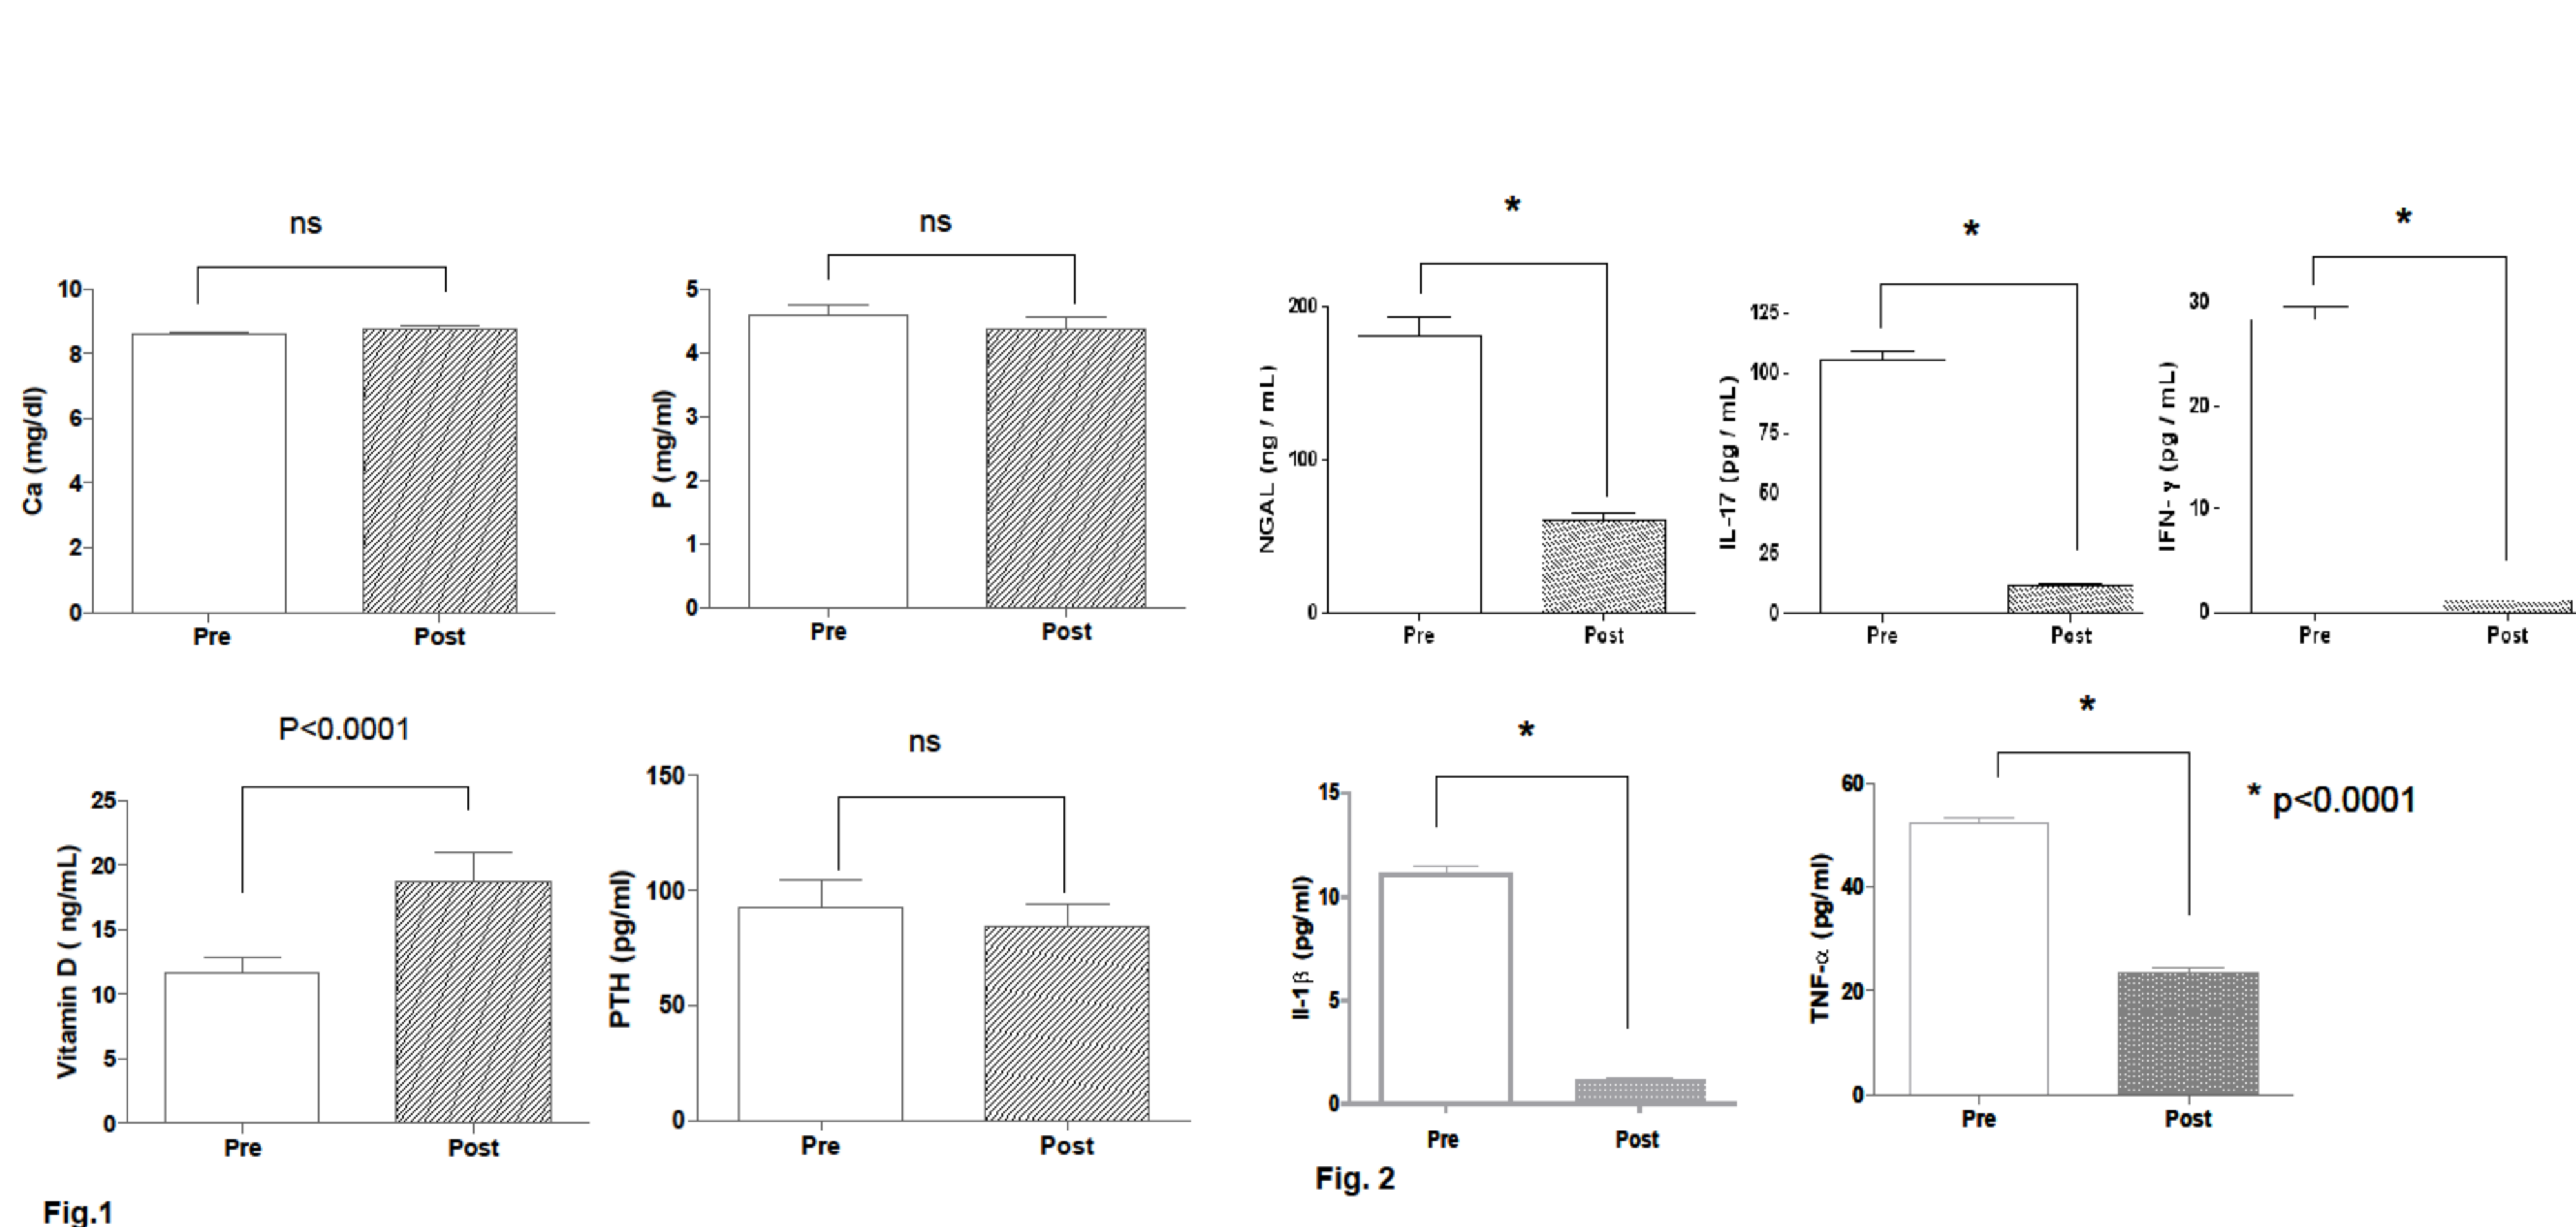 ns
10
8
6
4
2
0
Ca (mg/dl)
Pre
Post
ns
5
4
3
2
1
0
P (mg/ml)
Pre
Post
*
200
100
0
NGAL (ng / mL)
Pre
Post
*
125
100
75
50
25
0
IL-17 (pg / mL)
Pre
Post
*
30
20
10
0
IFN- γ (pg / mL)
Pre
Post
P<0.0001
25
20
15
10
5
0
Vitamin D ( ng/mL)
Pre
Post
ns
150
100
50
0
PTH (pg/ml)
Pre
Post
*
15
10
5
0
Il-1β (pg/ml)
Pre
Post
*
60
40
20
0
TNF-α (pg/ml)
Pre
Post
* p<0.0001
Fig. 2
Fig.1